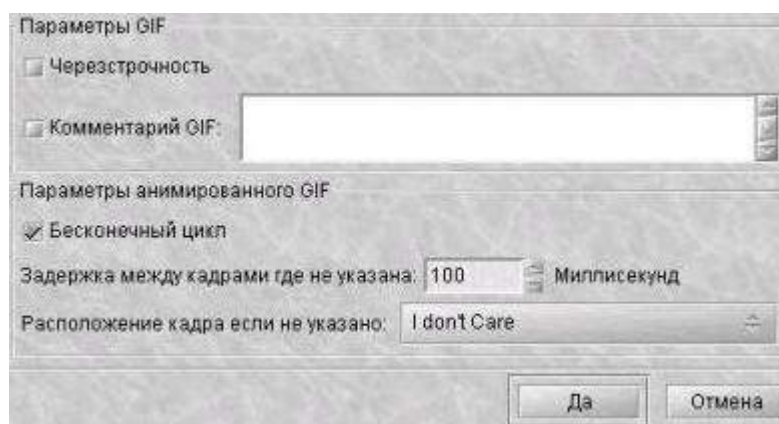 Параметры GIF
Черезстрочность
Комментарий GIF:
Параметры анимированного GIF
Бесконечный цикл
Задержка между кадрами где не указана: 100 Миллисекунд
Расположение кадра если не указано: I don't Care
Да Отмена